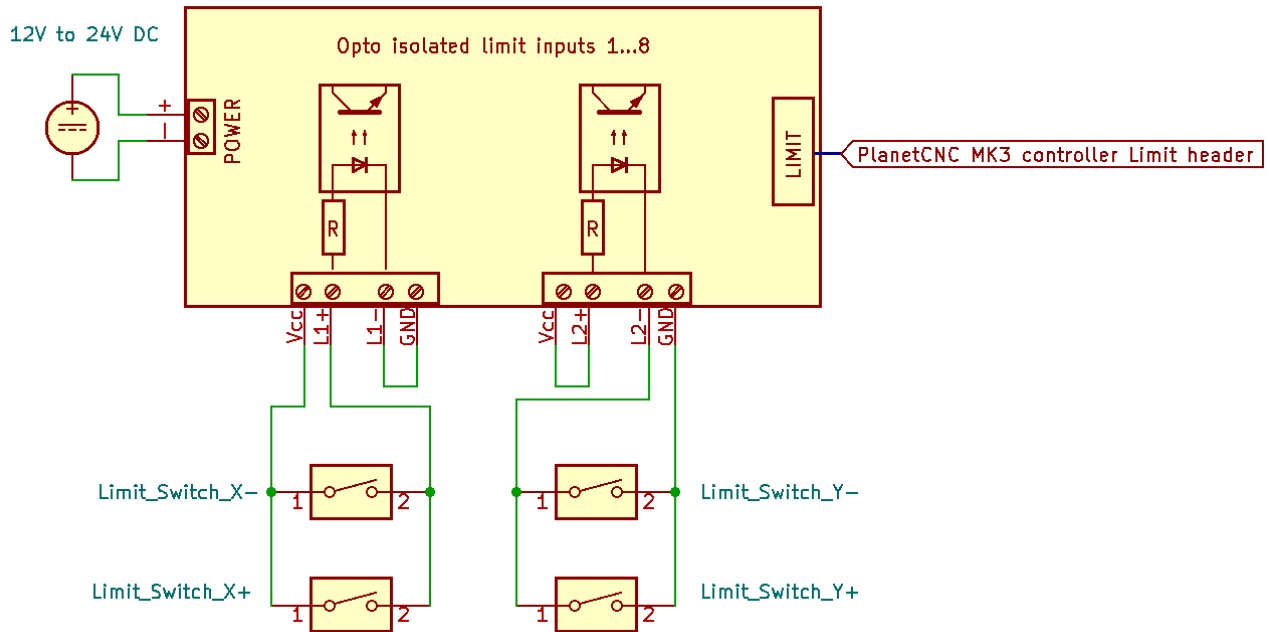 12V to 24V DC
Opto isolated limit inputs 1...8
+
-
POWER
LIMIT
PlanetCNC MK3 controller Limit header
R
R
Vcc
L1+
L1-
GND
Vcc
L2+
L2-
GND
Limit_Switch_X-
1
2
1
2
Limit_Switch_Y-
Limit_Switch_X+
1
2
1
2
Limit_Switch_Y+